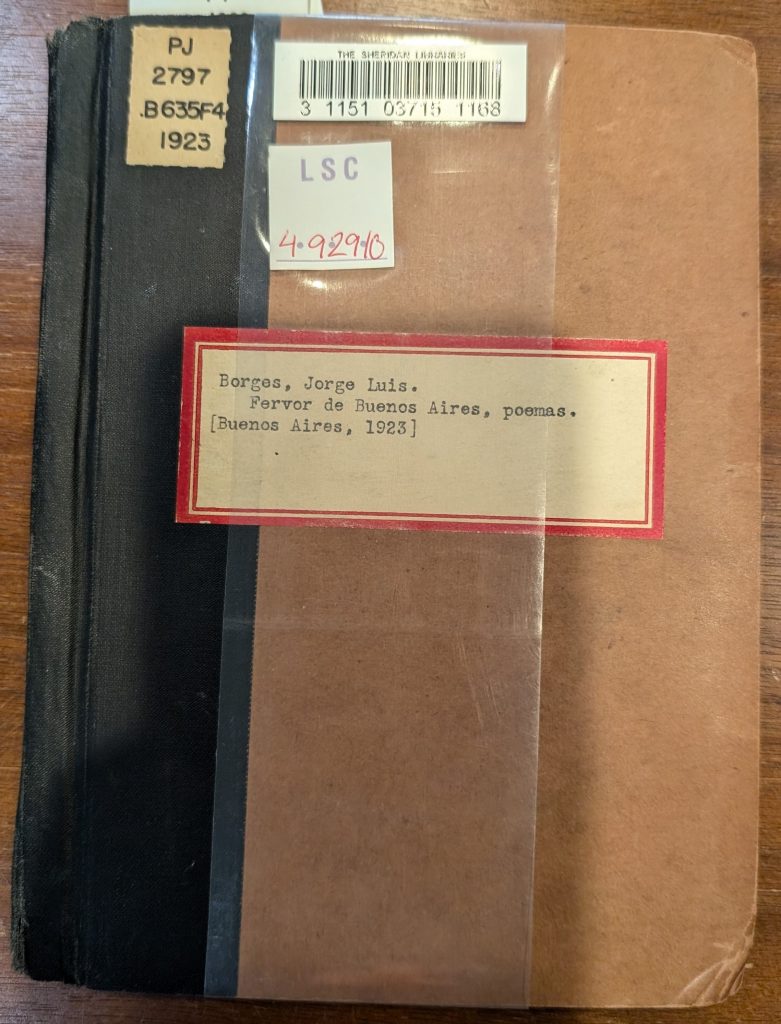 PJ
2797
.B635F4
1923
THE SHERIDAN LIBRARIES
3 1151 03715 1168
LSC
4·9·29·10
Borges, Jorge Luis.
Fervor de Buenos Aires, poemas.
[Buenos Aires, 1923]